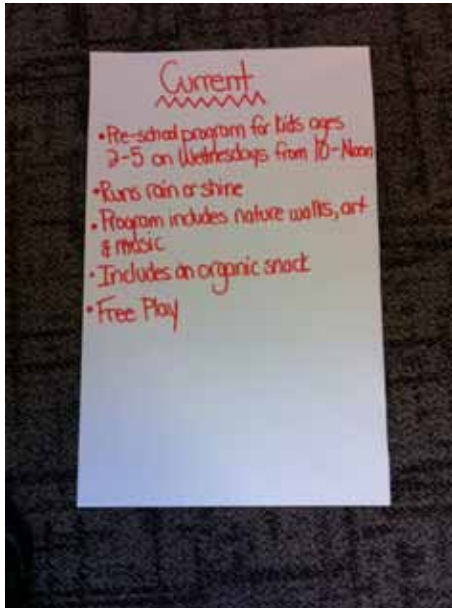 Current
• Pre-school program for kids ages
2-5 on Wednesdays from 10-Noon
• Runs rain or shine
• Program includes nature walks, art
& music
• Includes an organic snack
• Free Play